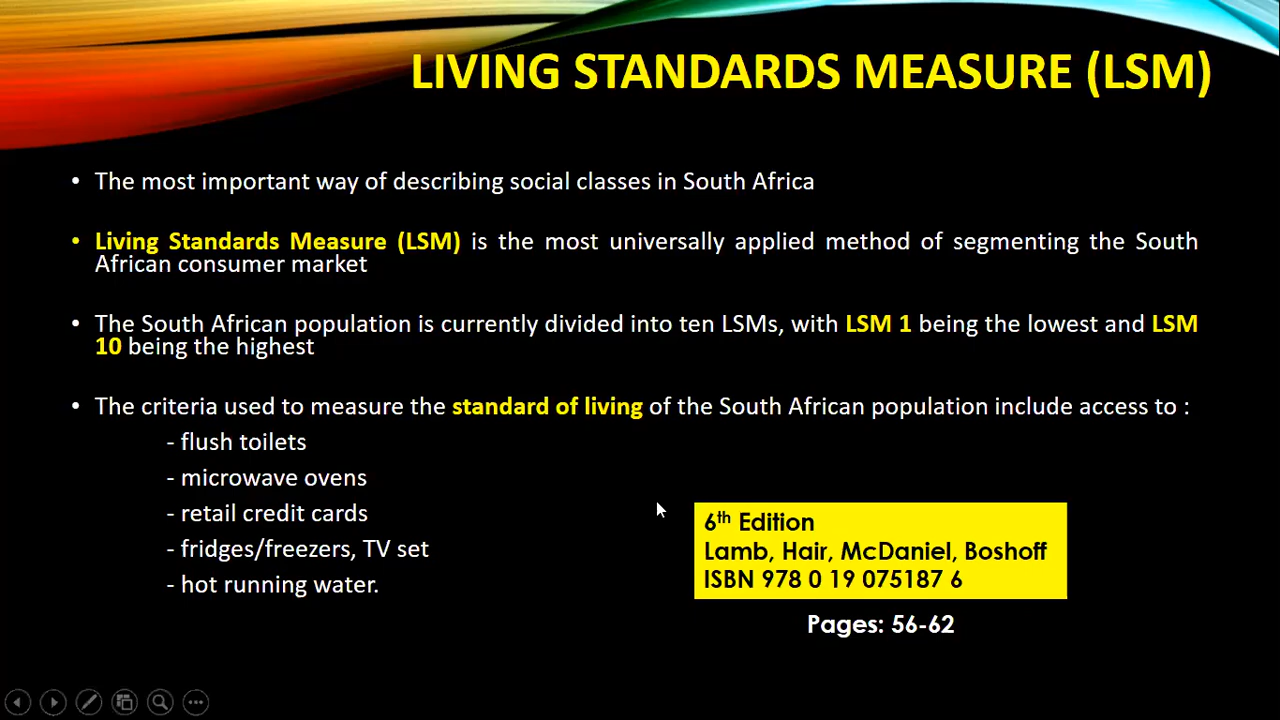 LIVING STANDARDS MEASURE (LSM)
• The most important way of describing social classes in South Africa
• Living Standards Measure (LSM) is the most universally applied method of segmenting the South
African consumer market
• The South African population is currently divided into ten LSMs, with LSM 1 being the lowest and LSM
10 being the highest
• The criteria used to measure the standard of living of the South African population include access to :
- flush toilets
- microwave ovens
- retail credit cards
- fridges/freezers, TV set
- hot running water.
6th Edition
Lamb, Hair, McDaniel, Boshoff
ISBN 978 0 19 075187 6
Pages: 56-62